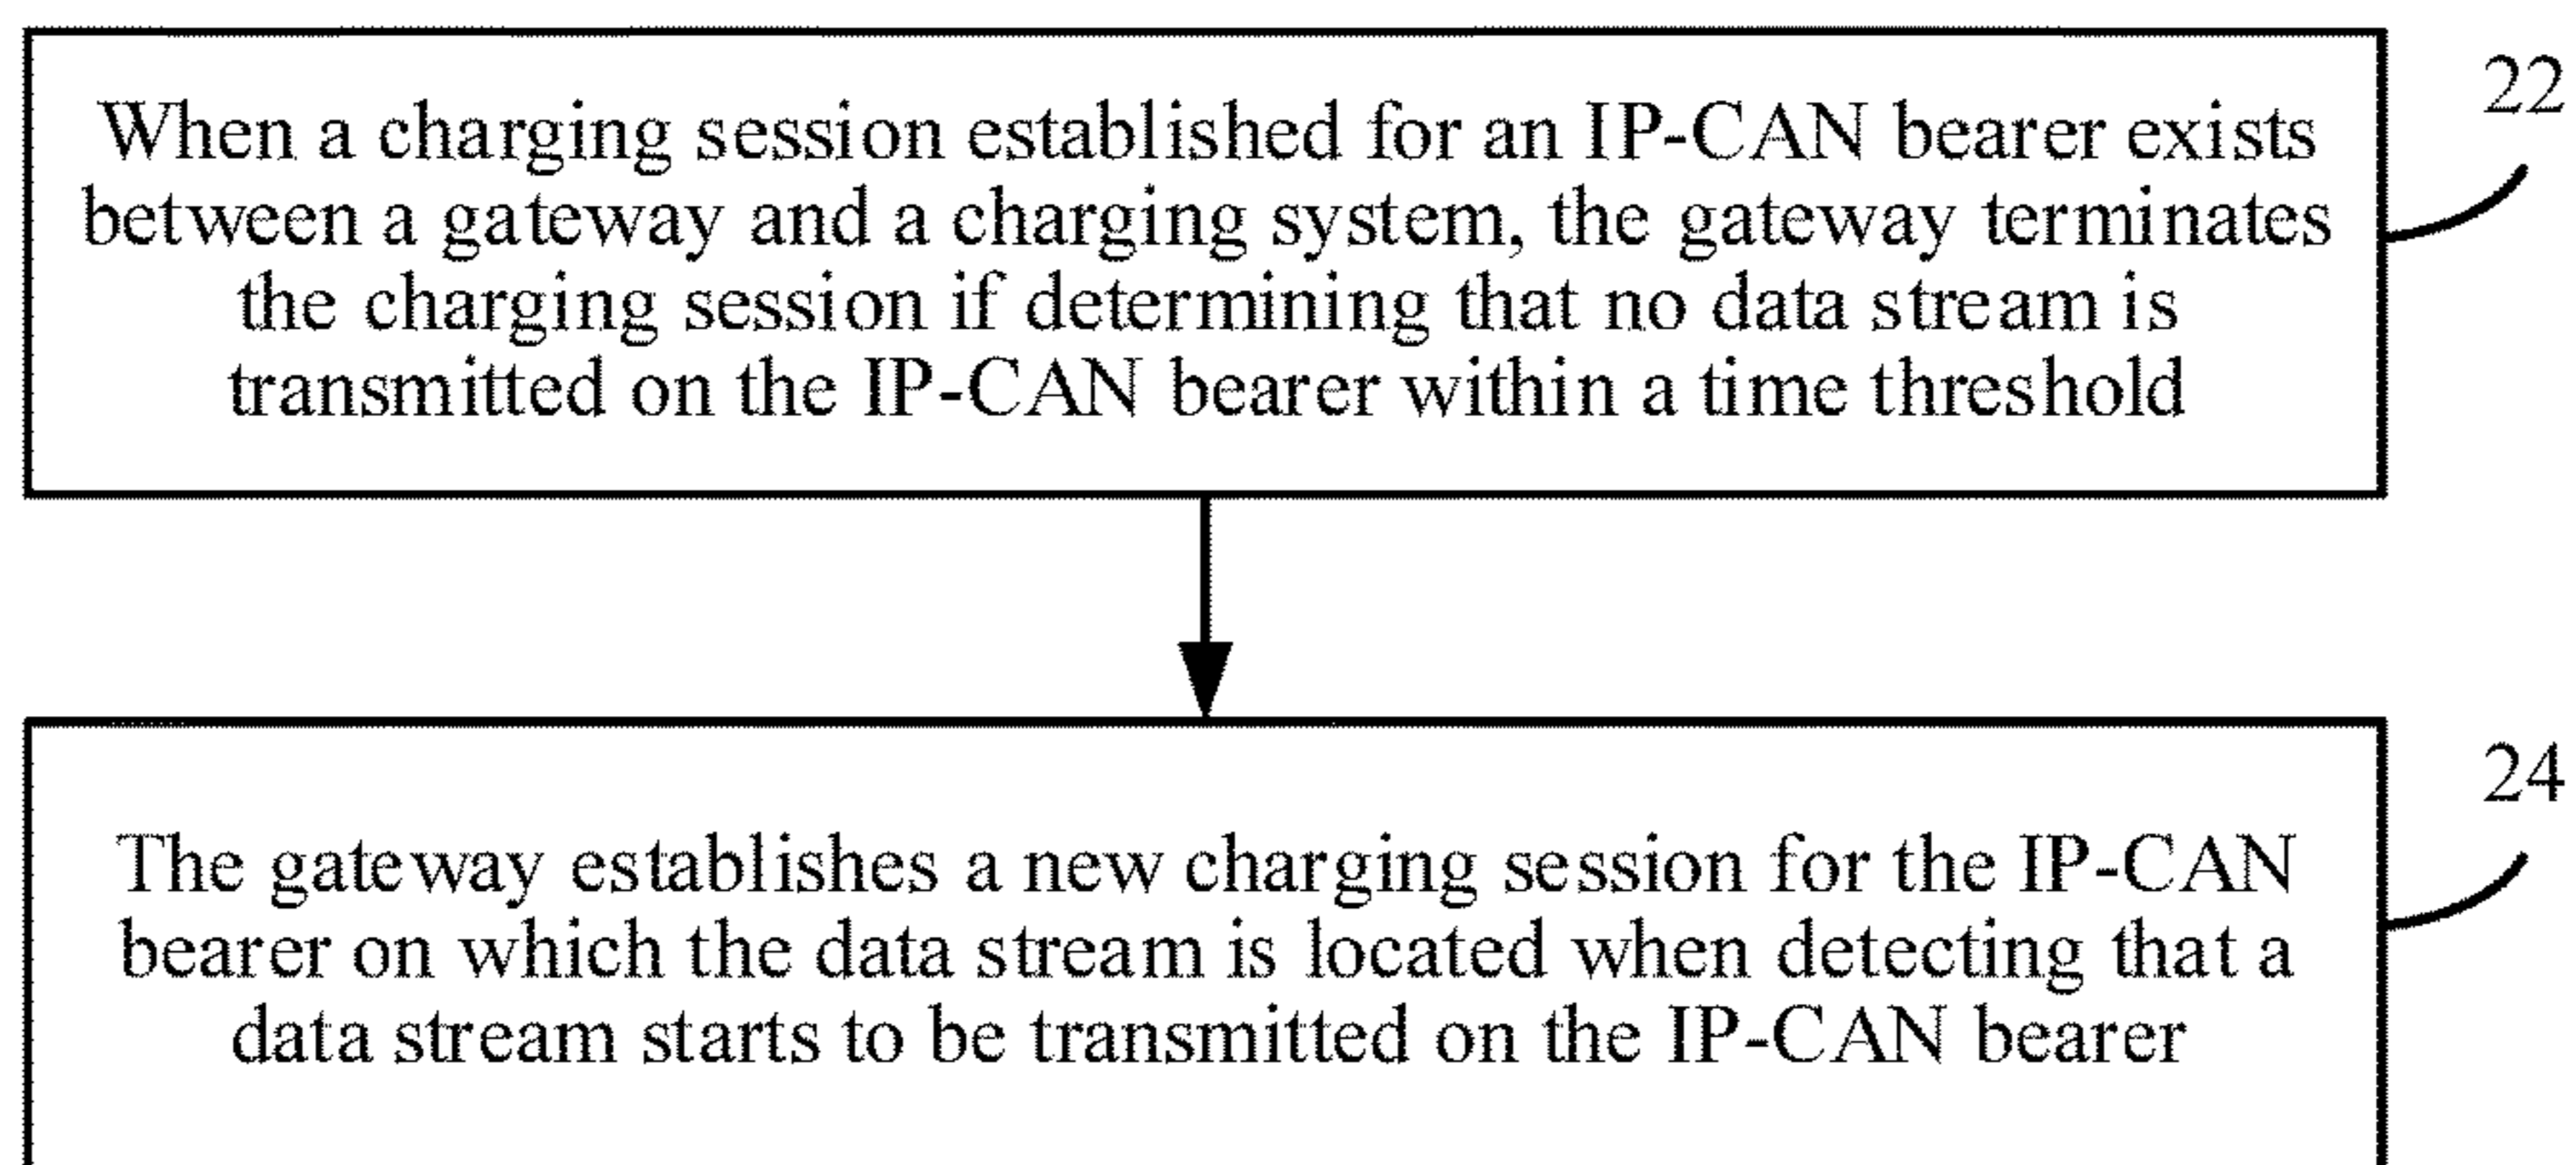 When a charging session established for an IP-CAN bearer exists
between a gateway and a charging system, the gateway terminates
the charging session if determining that no data stream is
transmitted on the IP-CAN bearer within a time threshold
22
The gateway establishes a new charging session for the IP-CAN
bearer on which the data stream is located when detecting that a
data stream starts to be transmitted on the IP-CAN bearer
24